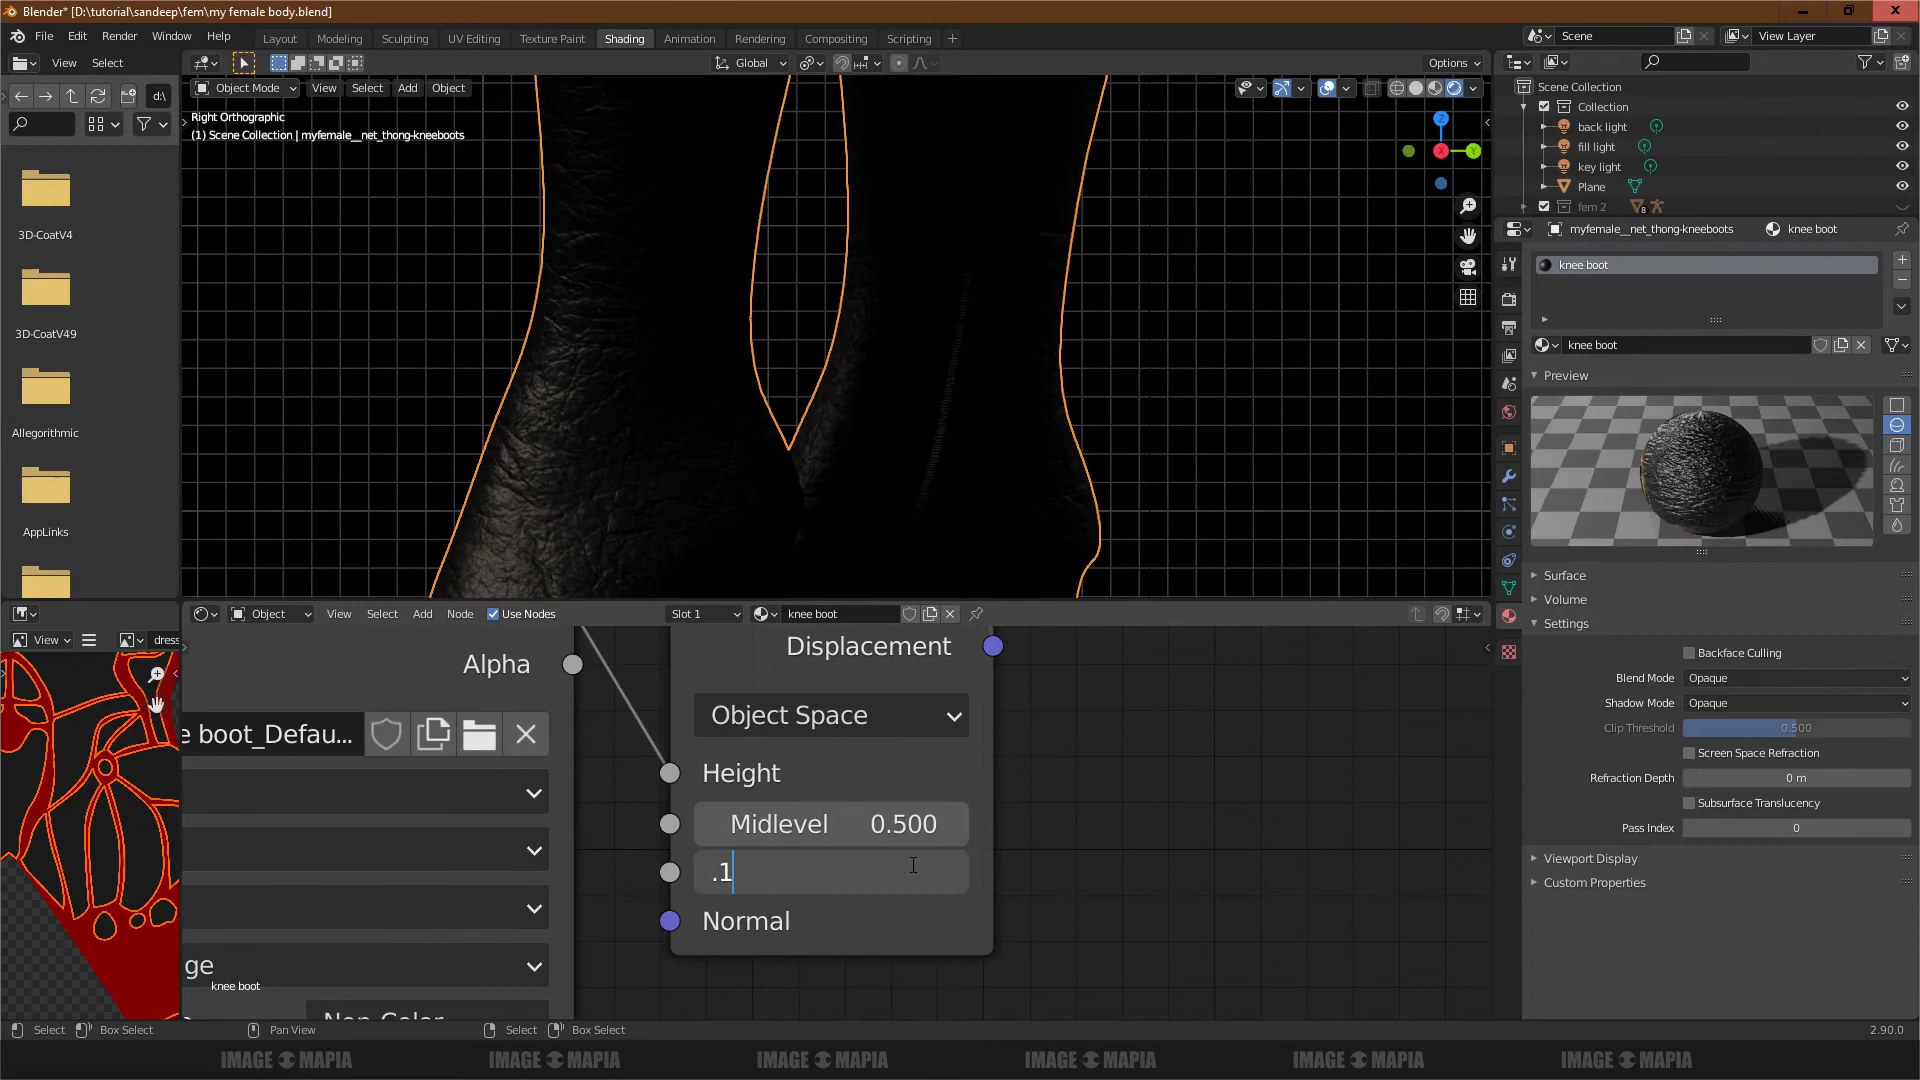 Blender* [D:\tutorial\sandeep\fem\my female body.blend]
File Edit Render Window Help Layout Modeling Sculpting UV Editing Texture Paint Shading Animation Rendering Compositing Scripting Scene View Layer
View Select Global Options
d:\ Object Mode View Select Add Object
Right Orthographic
(1) Scene Collection | myfemale__net_thong-kneeboots
Z
X
Y
3D-CoatV4
3D-CoatV49
Allegorithmic
AppLinks
Scene Collection
Collection
back light
fill light
key light
Plane
fem 2 8
myfemale__net_thong-kneeboots knee boot
knee boot
knee boot
Preview
Surface
Volume
Settings
Backface Culling
Blend Mode Opaque
Shadow Mode Opaque
Clip Threshold 0.500
Screen Space Refraction
Refraction Depth 0 m
Subsurface Translucency
Pass Index 0
Viewport Display
Custom Properties
Object View Select Add Node Use Nodes Slot 1 knee boot
View dress
Displacement
Alpha
Object Space
e boot_Defau...
Height
Midlevel 0.500
.1
Normal
ge
knee boot
Non-Color
Select Box Select Pan View Select Box Select 2.90.0
IMAGE MAPIA IMAGE MAPIA IMAGE MAPIA IMAGE MAPIA IMAGE MAPIA IMAGE MAPIA